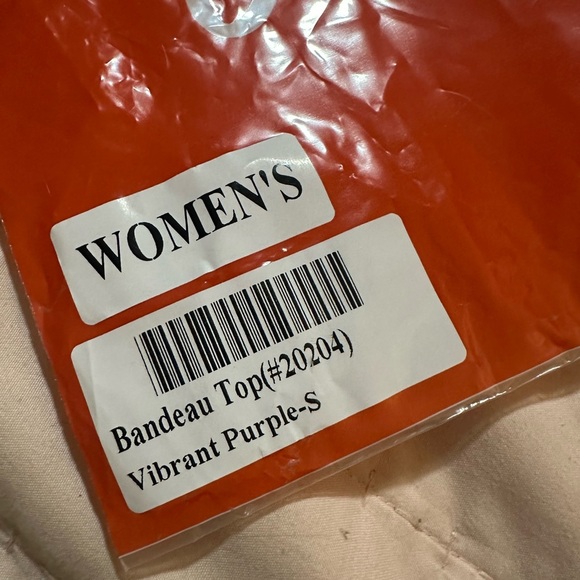 WOMEN'S
Bandeau Top(#20204)
Vibrant Purple-S